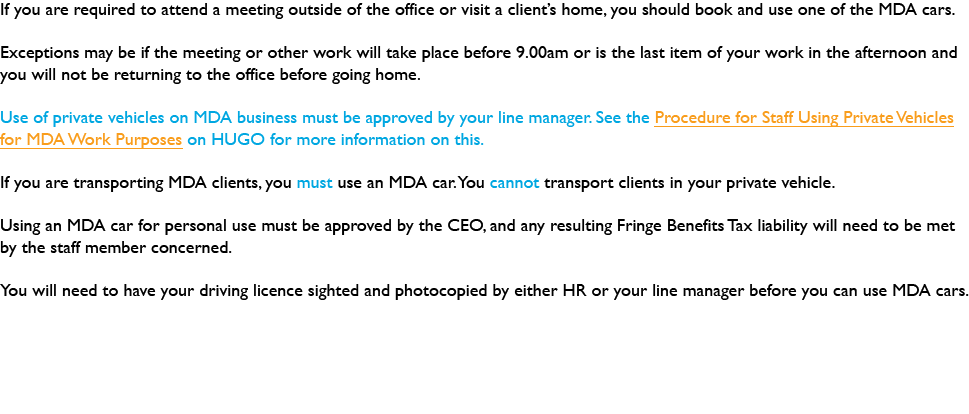 If you are required to attend a meeting outside of the office or visit a client's home, you should book and use one of the MDA cars.
Exceptions may be if the meeting or other work will take place before 9.00am or is the last item of your work in the afternoon and
you will not be returning to the office before going home.
Use of private vehicles on MDA business must be approved by your line manager. See the Procedure for Staff Using Private Vehicles
for MDA Work Purposes on HUGO for more information on this.
If you are transporting MDA clients, you must use an MDA car. You cannot transport clients in your private vehicle.
Using an MDA car for personal use must be approved by the CEO, and any resulting Fringe Benefits Tax liability will need to be met
by the staff member concerned.
You will need to have your driving licence sighted and photocopied by either HR or your line manager before you can use MDA cars.